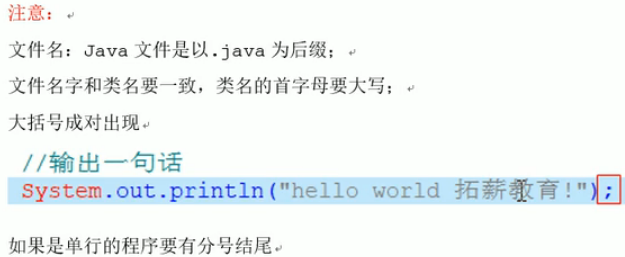 注意：
文件名：Java 文件是以.java 为后缀；
文件名字和类名要一致，类名的首字母要大写；
大括号成对出现
//输出一句话
System.out.println("hello world 拓薪教育!");
如果是单行的程序要有分号结尾